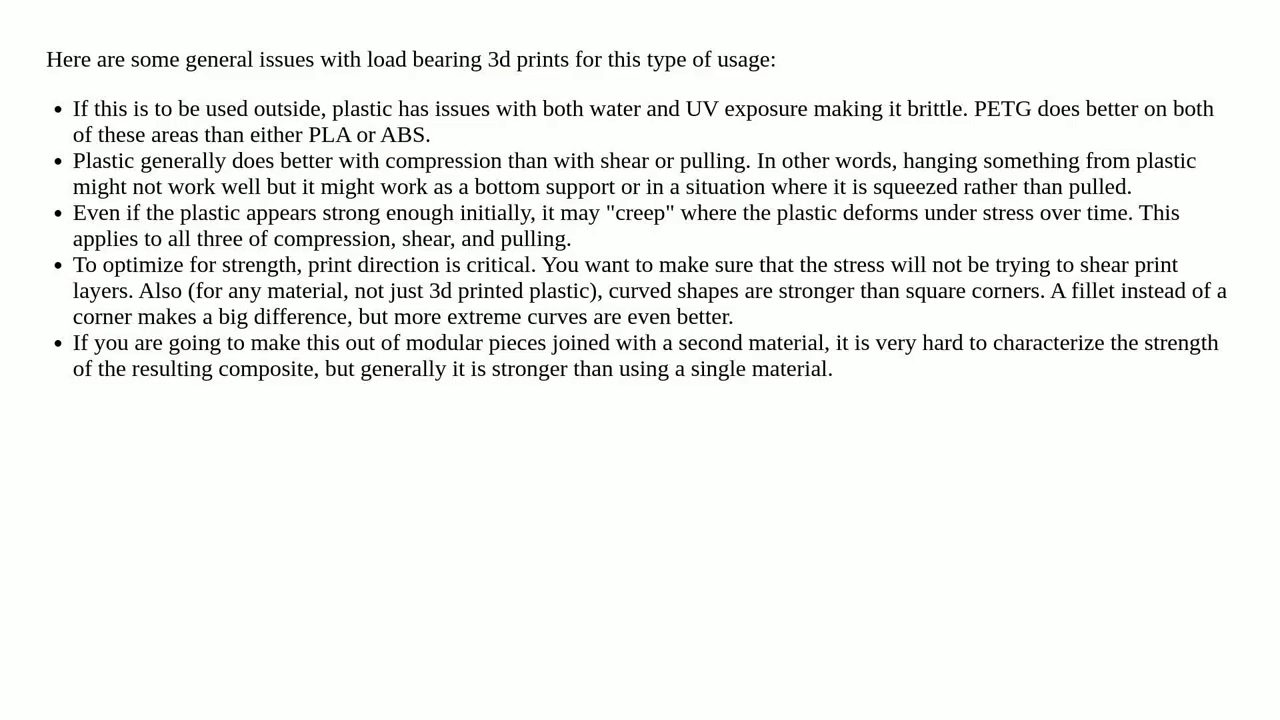 Here are some general issues with load bearing 3d prints for this type of usage:
• If this is to be used outside, plastic has issues with both water and UV exposure making it brittle. PETG does better on both
of these areas than either PLA or ABS.
• Plastic generally does better with compression than with shear or pulling. In other words, hanging something from plastic
might not work well but it might work as a bottom support or in a situation where it is squeezed rather than pulled.
• Even if the plastic appears strong enough initially, it may "creep" where the plastic deforms under stress over time. This
applies to all three of compression, shear, and pulling.
• To optimize for strength, print direction is critical. You want to make sure that the stress will not be trying to shear print
layers. Also (for any material, not just 3d printed plastic), curved shapes are stronger than square corners. A fillet instead of a
corner makes a big difference, but more extreme curves are even better.
• If you are going to make this out of modular pieces joined with a second material, it is very hard to characterize the strength
of the resulting composite, but generally it is stronger than using a single material.